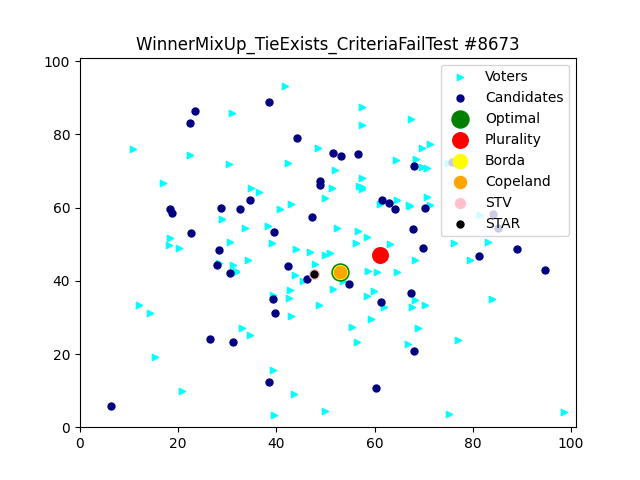 WinnerMixUp_TieExists_CriteriaFailTest #8673
100
80
60
40
20
0
0 20 40 60 80 100
Voters
Candidates
Optimal
Plurality
Borda
Copeland
STV
STAR